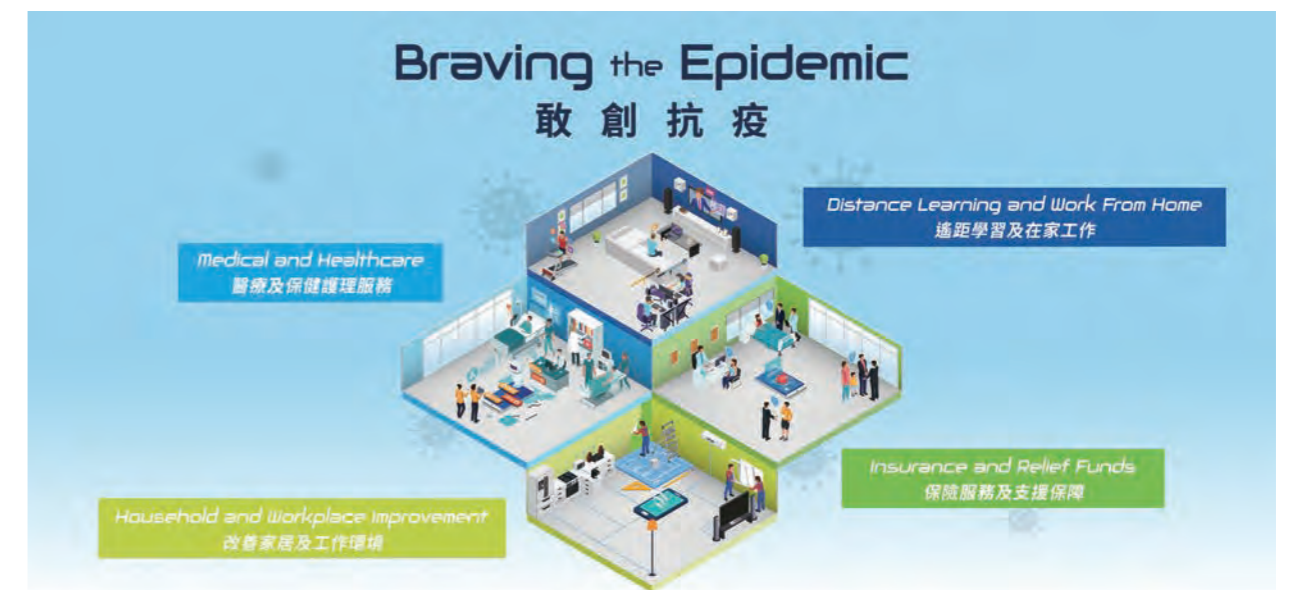 Braving the Epidemic
敢創抗疫
Distance Learning and Work From Home
遙距學習及在家工作
Medical and Healthcare
醫療及保健護理服務
Insurance and Relief Funds
保險服務及支援保障
Household and Workplace Improvement
改善家居及工作環境